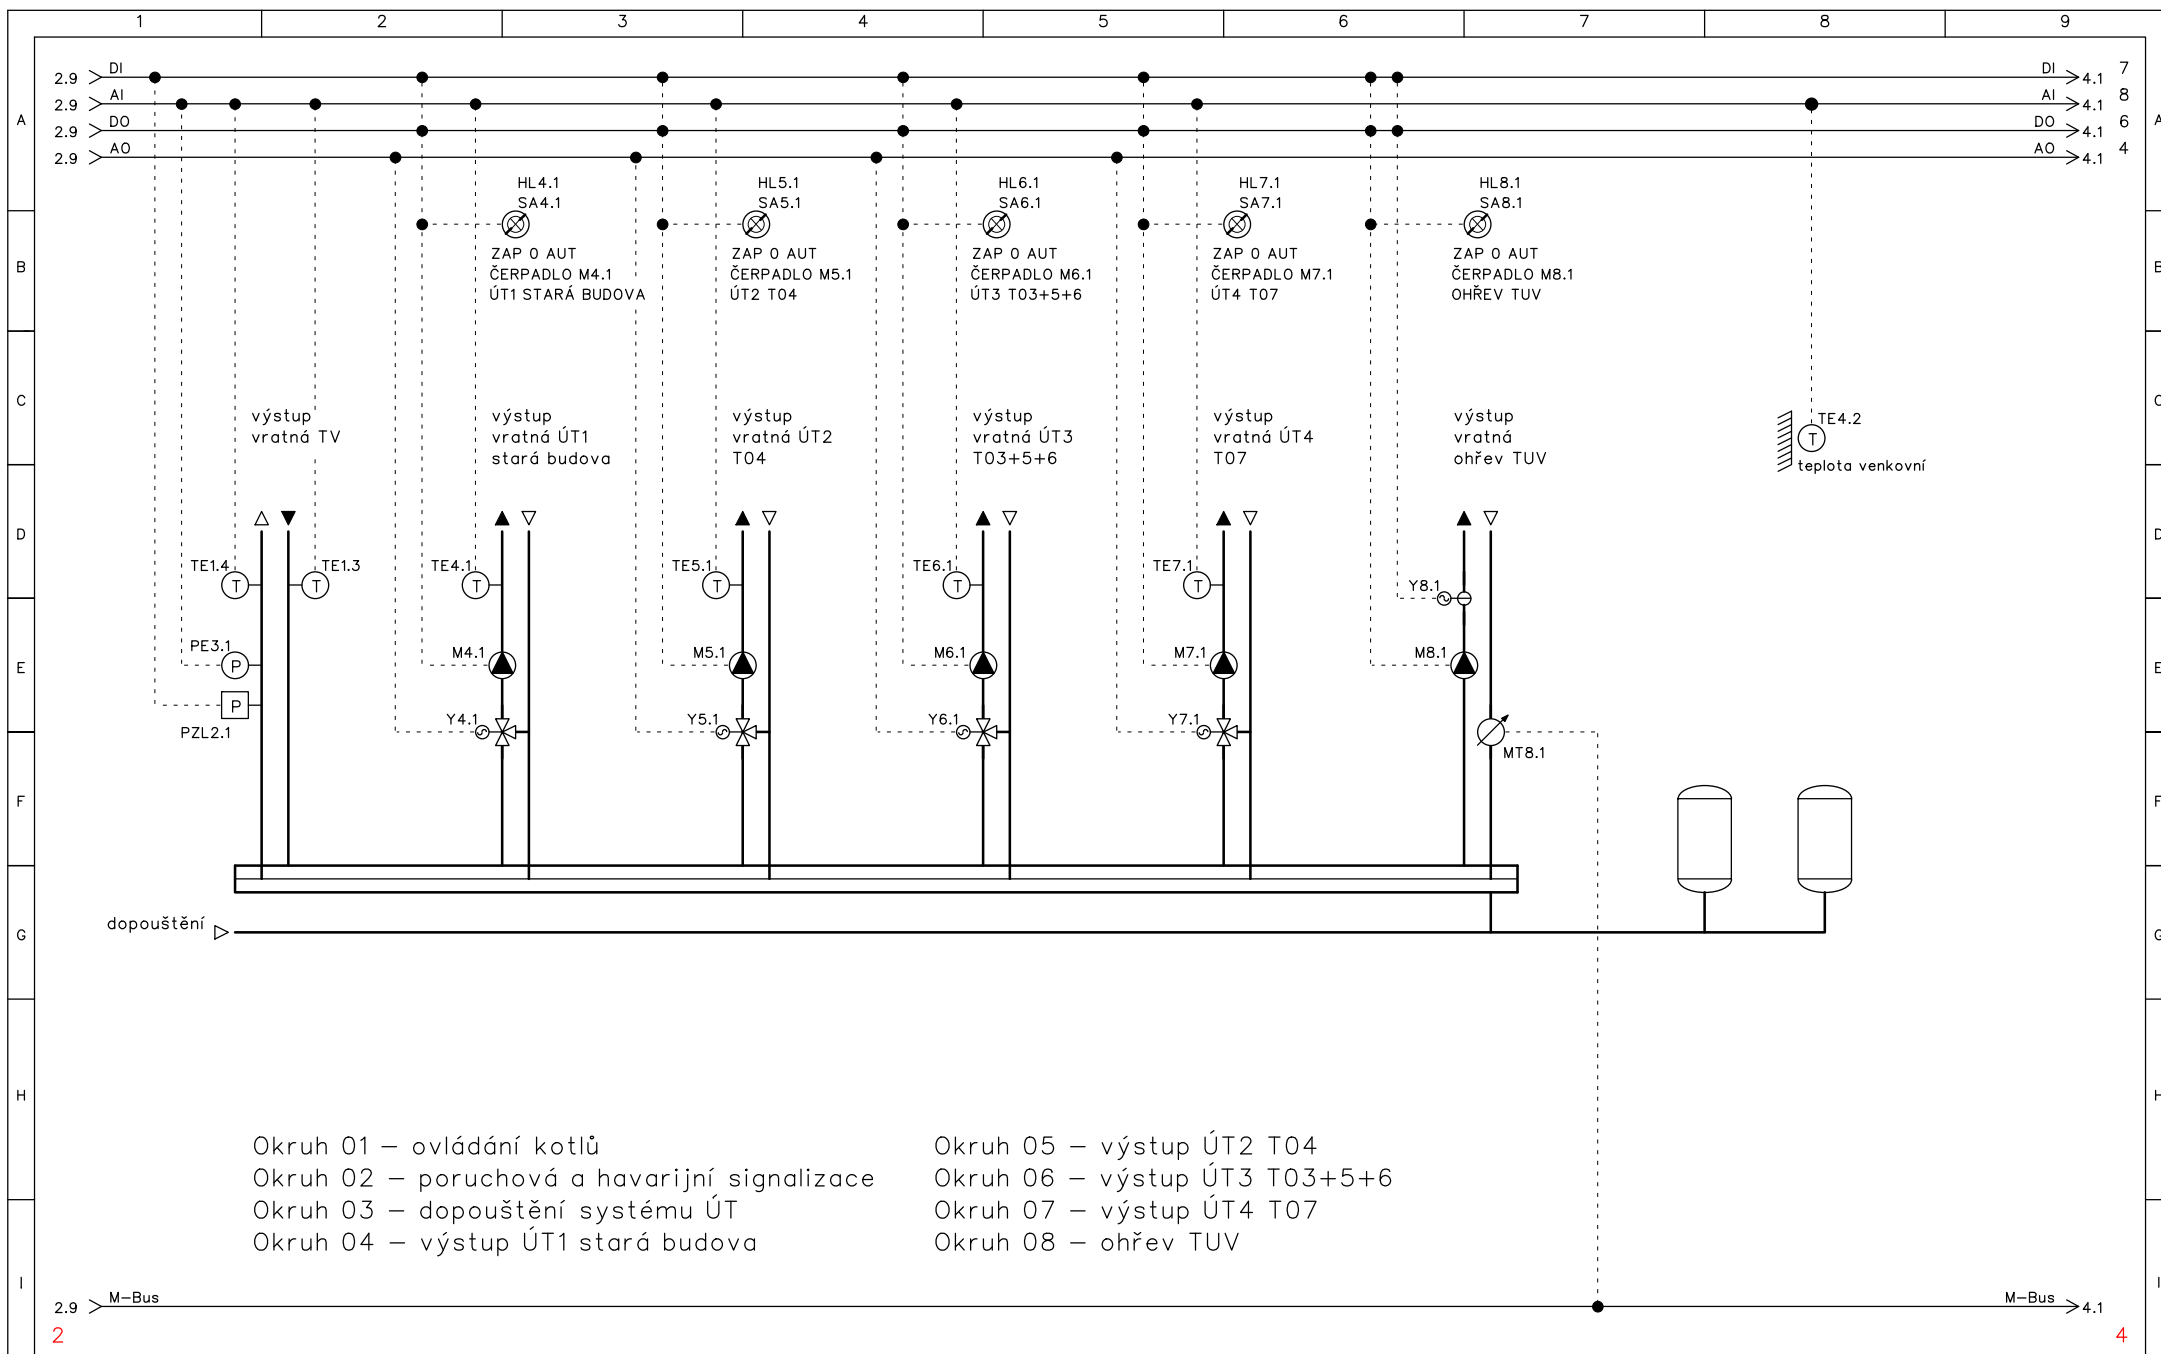 1 2 3 4 5 6 7 8 9
2.9 DI DI 4.1 7
2.9 AI AI 4.1 8
2.9 DO DO 4.1 6
2.9 AO AO 4.1 4
A A
HL4.1 HL5.1 HL6.1 HL7.1 HL8.1
SA4.1 SA5.1 SA6.1 SA7.1 SA8.1
ZAP 0 AUT ZAP 0 AUT ZAP 0 AUT ZAP 0 AUT ZAP 0 AUT
B B
ČERPADLO M4.1 ČERPADLO M5.1 ČERPADLO M6.1 ČERPADLO M7.1 ČERPADLO M8.1
ÚT1 STARÁ BUDOVA ÚT2 T04 ÚT3 T03+5+6 ÚT4 T07 OHŘEV TUV
C C
výstup výstup výstup výstup výstup výstup TE4.2
vratná TV vratná ÚT1 vratná ÚT2 vratná ÚT3 vratná ÚT4 vratná T
stará budova T04 T03+5+6 T07 ohřev TUV teplota venkovní
D D
TE1.4 TE1.3 TE4.1 TE5.1 TE6.1 TE7.1
T T T T T T Y8.1
PE3.1 M4.1 M5.1 M6.1 M7.1 M8.1
E P E
P
PZL2.1 Y4.1 Y5.1 Y6.1 Y7.1 MT8.1
F F
dopouštění
G G
H H
Okruh 01 – ovládání kotlů
Okruh 02 – poruchová a havarijní signalizace
Okruh 03 – dopouštění systému ÚT
Okruh 04 – výstup ÚT1 stará budova
Okruh 05 – výstup ÚT2 T04
Okruh 06 – výstup ÚT3 T03+5+6
Okruh 07 – výstup ÚT4 T07
Okruh 08 – ohřev TUV
I I
2.9 M–Bus M–Bus 4.1
2 4